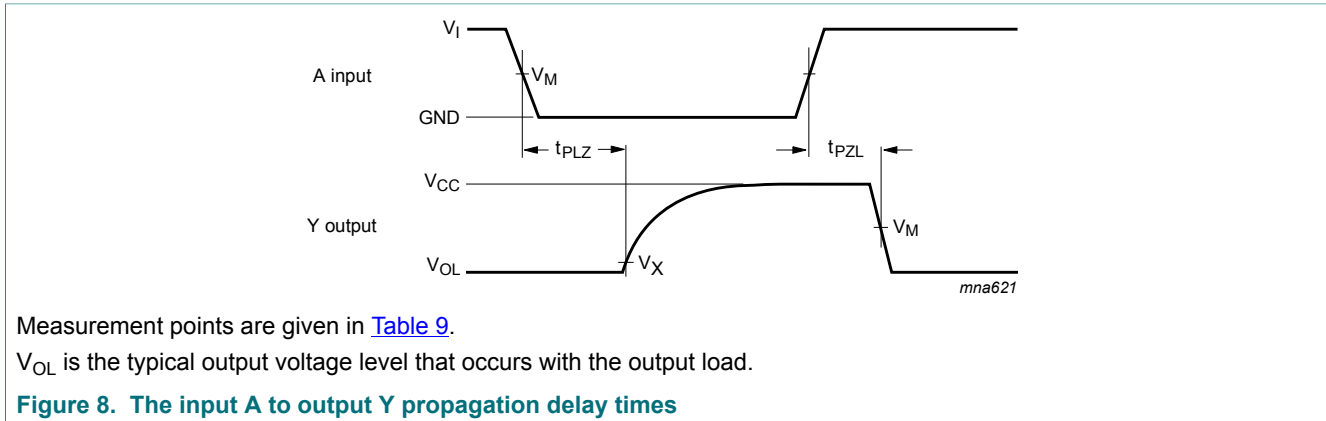 V_I
A input
V_M
GND
t_PLZ
t_PZL
V_CC
Y output
V_M
V_OL
V_X
mna621
Measurement points are given in Table 9.
V_OL is the typical output voltage level that occurs with the output load.
Figure 8. The input A to output Y propagation delay times